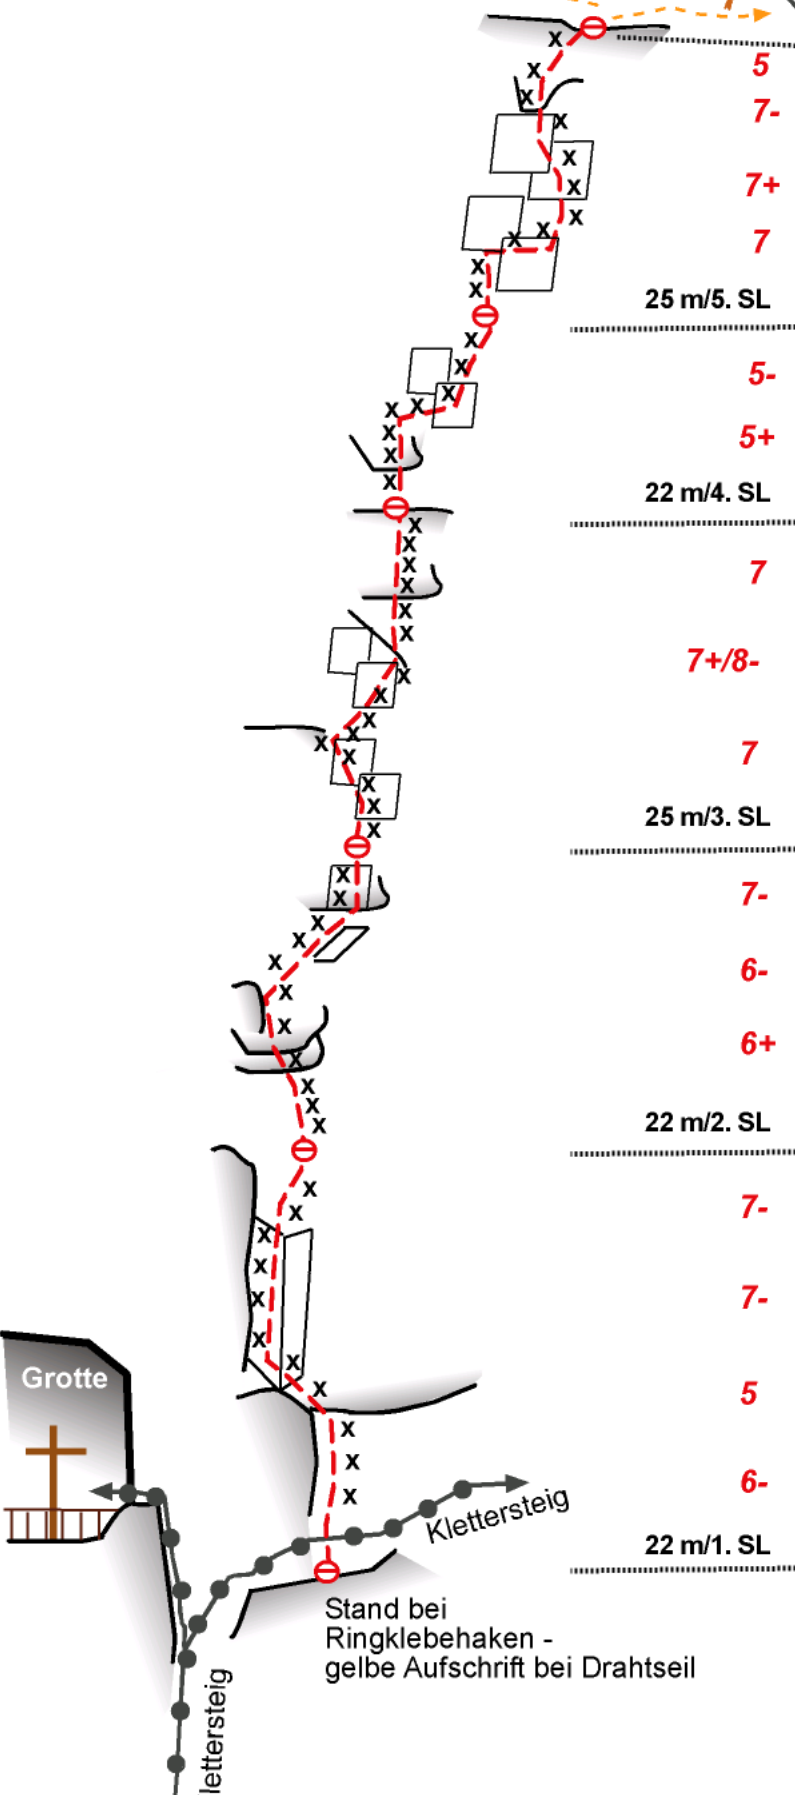 5
7-
7+
7
25 m/5. SL
5-
5+
22 m/4. SL
7
7+/8-
7
25 m/3. SL
7-
6-
6+
22 m/2. SL
7-
7-
5
6-
22 m/1. SL
Grotte
Klettersteig
Stand bei
Ringklebehaken -
gelbe Aufschrift bei Drahtseil
lettersteig